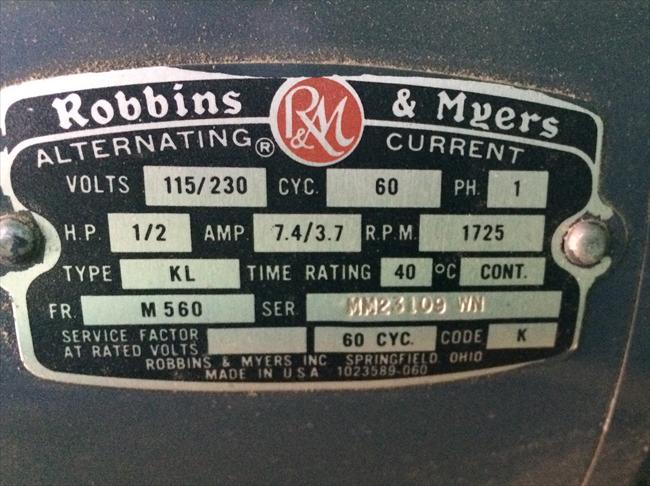 Robbins R&M & Myers
ALTERNATING ® CURRENT
VOLTS 115/230 CYC. 60 PH. 1
H.P. 1/2 AMP. 7.4/3.7 R.P.M. 1725
TYPE KL TIME RATING 40 °C CONT.
FR. M 560 SER. MM23109 WN
SERVICE FACTOR
AT RATED VOLTS 60 CYC. CODE K
ROBBINS & MYERS INC SPRINGFIELD, OHIO
MADE IN U.S.A 1023589-060